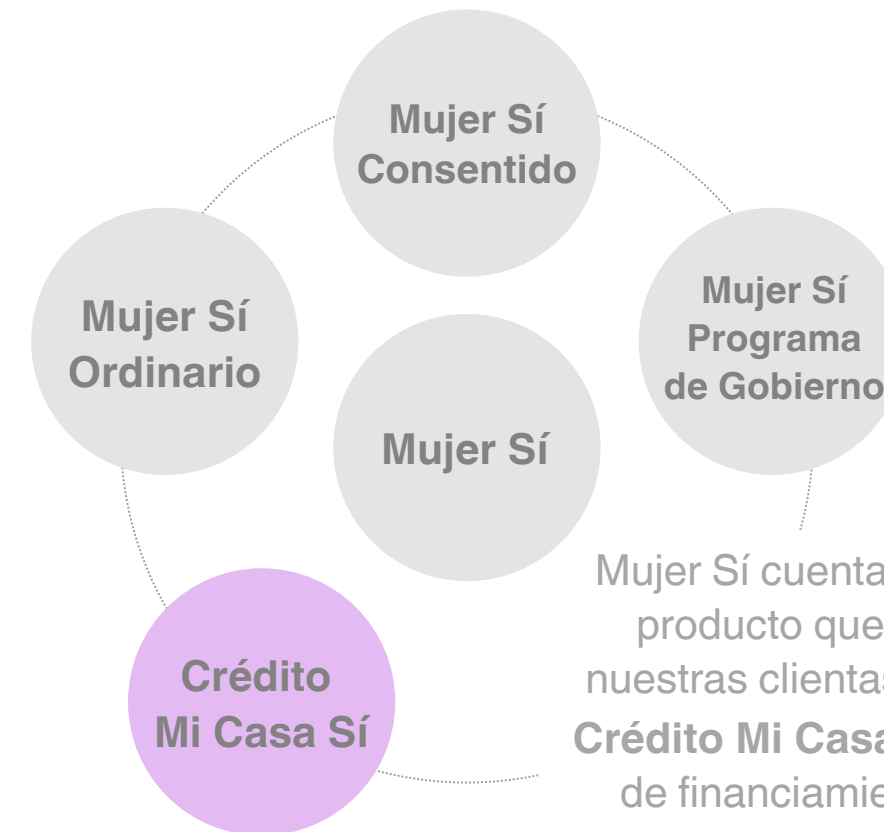 Mujer Sí
Consentido
Mujer Sí
Ordinario
Mujer Sí
Programa
de Gobierno
Mujer Sí
Crédito
Mi Casa Sí
Mujer Sí cuenta
producto que
nuestras clientas
Crédito Mi Casa
de financiamie